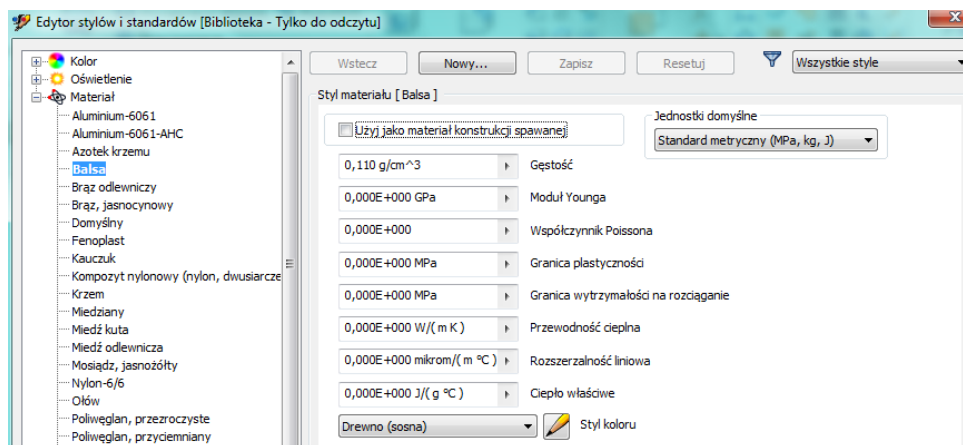 Edytor stylów i standardów [Biblioteka - Tylko do odczytu]
Kolor
Oświetlenie
Materiał
Aluminium-6061
Aluminium-6061-AHC
Azotek krzemu
Balsa
Brąz odlewniczy
Brąz, jasnocynowy
Domyślny
Fenoplast
Kauczuk
Kompozyt nylonowy (nylon, dwusiarcze
Krzem
Miedziany
Miedź kuta
Miedź odlewnicza
Mosiądz, jasnożółty
Nylon-6/6
Ołów
Poliwęglan, przezroczyste
Poliwęglan, przyciemniany
Wstecz Nowy... Zapisz Resetuj Wszystkie style
Styl materiału [ Balsa ]
Użyj jako materiał konstrukcji spawanej
Jednostki domyślne
Standard metryczny (MPa, kg, J)
0,110 g/cm^3 Gęstość
0,000E+000 GPa Moduł Younga
0,000E+000 Współczynnik Poissona
0,000E+000 MPa Granica plastyczności
0,000E+000 MPa Granica wytrzymałości na rozciąganie
0,000E+000 W/( m K ) Przewodność cieplna
0,000E+000 mikrom/( m °C ) Rozszerzalność liniowa
0,000E+000 J/( g °C ) Ciepło właściwe
Drewno (sosna) Styl koloru